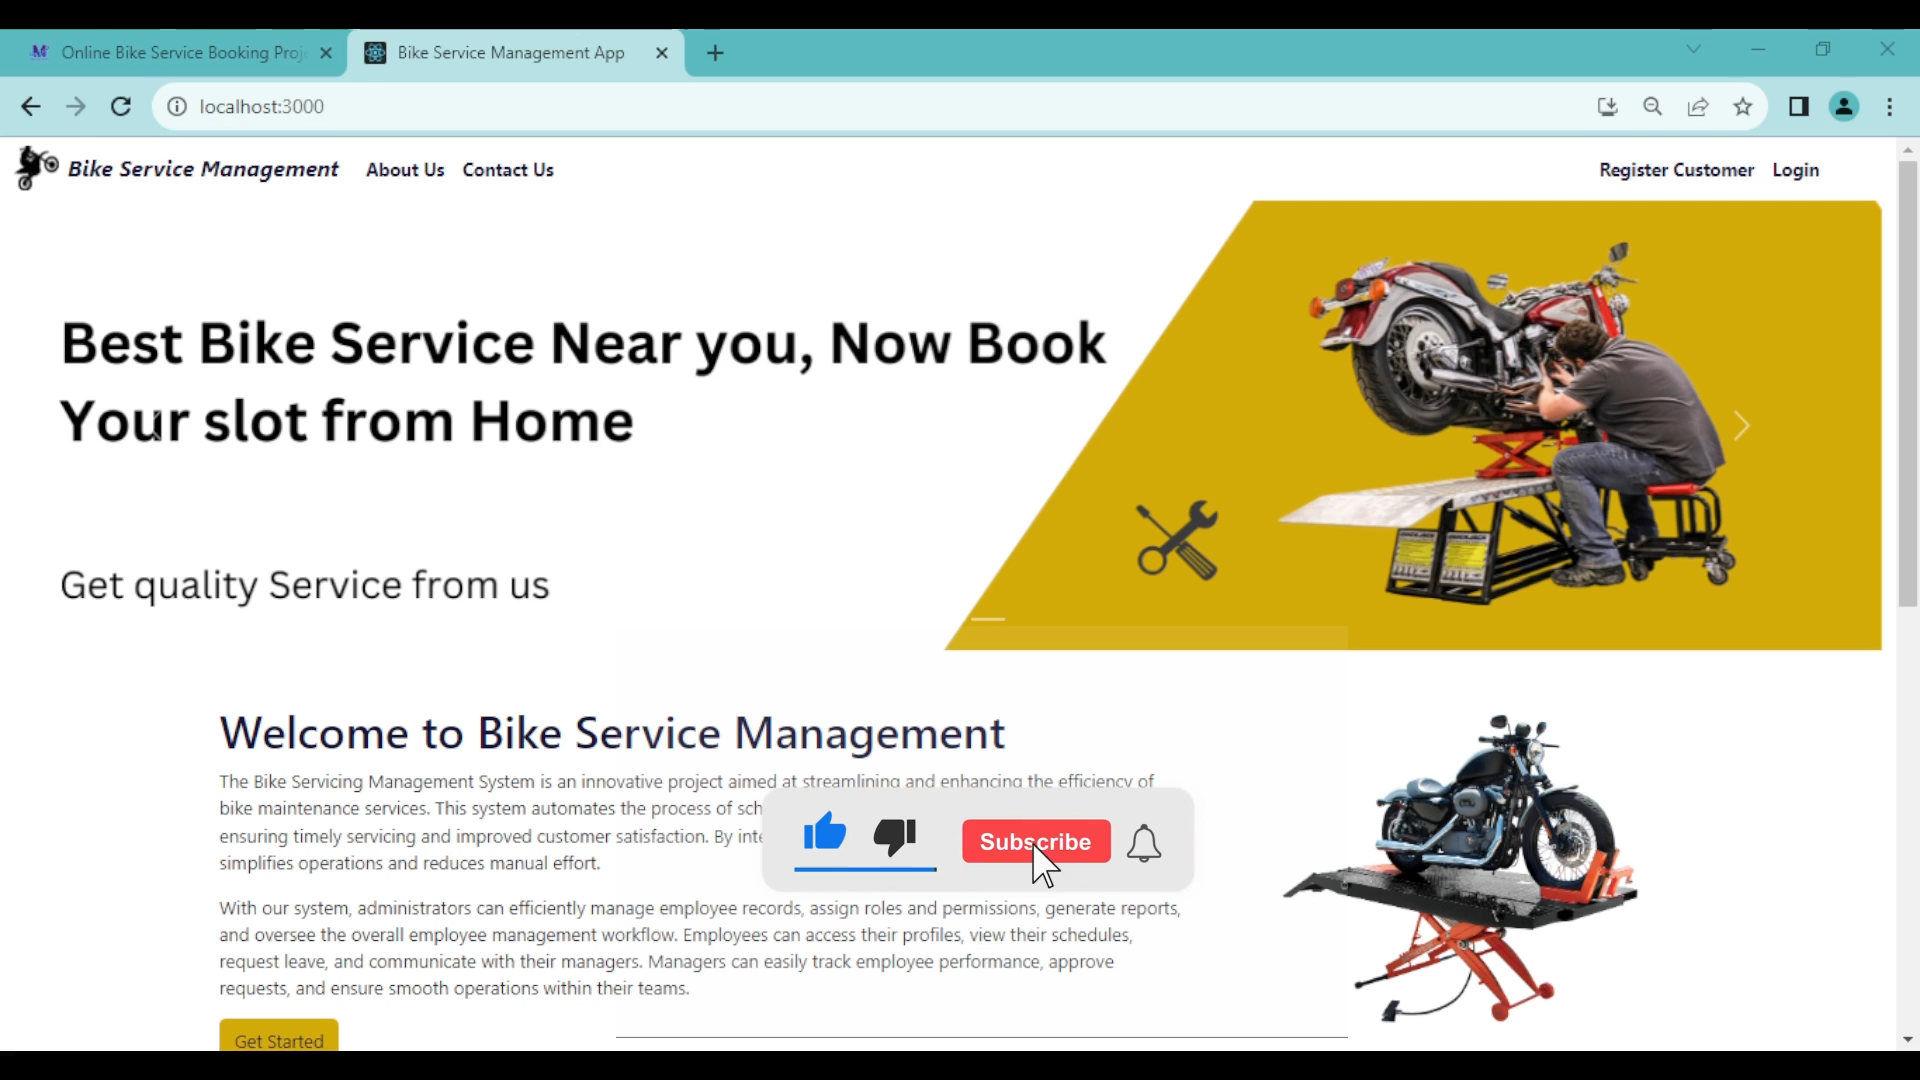 Online Bike Service Booking Proj
Bike Service Management App
localhost:3000
Bike Service Management
About Us
Contact Us
Register Customer
Login
Best Bike Service Near you, Now Book
Your slot from Home
Get quality Service from us
Welcome to Bike Service Management
The Bike Servicing Management System is an innovative project aimed at streamlining and enhancing the efficiency of
bike maintenance services. This system automates the process of sch
ensuring timely servicing and improved customer satisfaction. By inte
simplifies operations and reduces manual effort.
Subscribe
With our system, administrators can efficiently manage employee records, assign roles and permissions, generate reports,
and oversee the overall employee management workflow. Employees can access their profiles, view their schedules,
request leave, and communicate with their managers. Managers can easily track employee performance, approve
requests, and ensure smooth operations within their teams.
Get Started